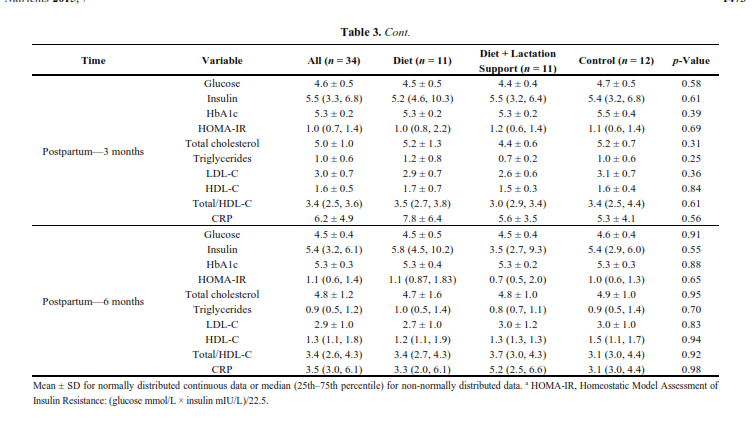 Table 3. Cont.
Time Variable All (n = 34) Diet (n = 11) Diet + Lactation Support (n = 11) Control (n = 12) p-Value
Glucose 4.6 ± 0.5 4.5 ± 0.5 4.4 ± 0.4 4.7 ± 0.5 0.58
Insulin 5.5 (3.3, 6.8) 5.2 (4.6, 10.3) 5.5 (3.2, 6.4) 5.4 (3.2, 6.8) 0.61
HbA1c 5.3 ± 0.2 5.3 ± 0.2 5.3 ± 0.2 5.5 ± 0.4 0.39
HOMA-IR 1.0 (0.7, 1.4) 1.0 (0.8, 2.2) 1.2 (0.6, 1.4) 1.1 (0.6, 1.4) 0.69
Postpartum—3 months Total cholesterol 5.0 ± 1.0 5.2 ± 1.3 4.4 ± 0.6 5.2 ± 0.7 0.31
Triglycerides 1.0 ± 0.6 1.2 ± 0.8 0.7 ± 0.2 1.0 ± 0.6 0.25
LDL-C 3.0 ± 0.7 2.9 ± 0.7 2.6 ± 0.6 3.1 ± 0.7 0.36
HDL-C 1.6 ± 0.5 1.7 ± 0.7 1.5 ± 0.3 1.6 ± 0.4 0.84
Total/HDL-C 3.4 (2.5, 3.6) 3.5 (2.7, 3.8) 3.0 (2.9, 3.4) 3.4 (2.5, 4.4) 0.61
CRP 6.2 ± 4.9 7.8 ± 6.4 5.6 ± 3.5 5.3 ± 4.1 0.56
Glucose 4.5 ± 0.4 4.5 ± 0.5 4.5 ± 0.4 4.6 ± 0.4 0.91
Insulin 5.4 (3.2, 6.1) 5.8 (4.5, 10.2) 3.5 (2.7, 9.3) 5.4 (2.9, 6.0) 0.55
HbA1c 5.3 ± 0.3 5.3 ± 0.4 5.3 ± 0.2 5.3 ± 0.3 0.88
HOMA-IR 1.1 (0.6, 1.4) 1.1 (0.87, 1.83) 0.7 (0.5, 2.0) 1.0 (0.6, 1.3) 0.65
Postpartum—6 months Total cholesterol 4.8 ± 1.2 4.7 ± 1.6 4.8 ± 1.0 4.9 ± 1.0 0.95
Triglycerides 0.9 (0.5, 1.2) 1.0 (0.5, 1.4) 0.8 (0.7, 1.1) 0.9 (0.5, 1.4) 0.70
LDL-C 2.9 ± 1.0 2.7 ± 1.0 3.0 ± 1.2 3.0 ± 1.0 0.83
HDL-C 1.3 (1.1, 1.8) 1.2 (1.1, 1.9) 1.3 (1.3, 1.3) 1.5 (1.1, 1.7) 0.94
Total/HDL-C 3.4 (2.6, 4.3) 3.4 (2.7, 4.3) 3.7 (3.0, 4.3) 3.1 (3.0, 4.4) 0.92
CRP 3.5 (3.0, 6.1) 3.3 (2.0, 6.1) 5.2 (2.5, 6.6) 3.1 (3.0, 4.4) 0.98
Mean ± SD for normally distributed continuous data or median (25th–75th percentile) for non-normally distributed data. ᵃ HOMA-IR, Homeostatic Model Assessment of
Insulin Resistance: (glucose mmol/L × insulin mIU/L)/22.5.